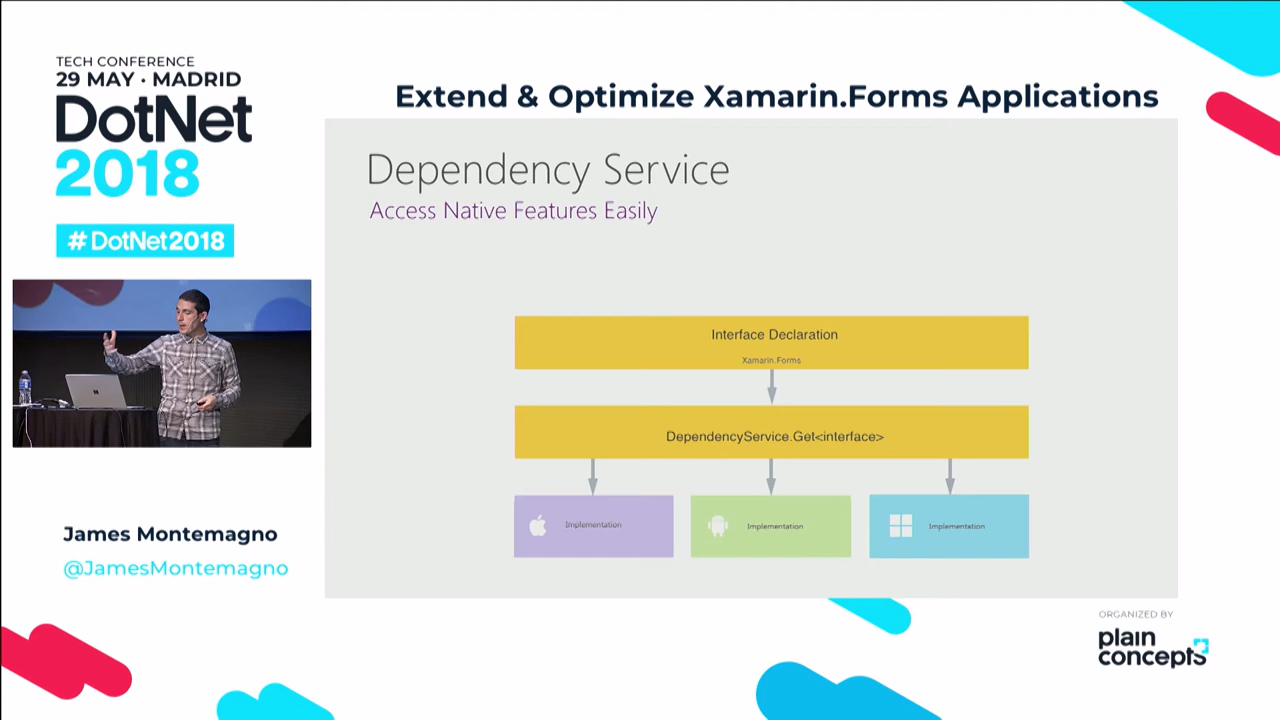 TECH CONFERENCE
29 MAY · MADRID
DotNet
2018
# DotNet2018
Extend & Optimize Xamarin.Forms Applications
Dependency Service
Access Native Features Easily
Interface Declaration
Xamarin.Forms
DependencyService.Get<interface>
Implementation
Implementation
Implementation
James Montemagno
@JamesMontemagno
ORGANIZED BY
plain
concepts